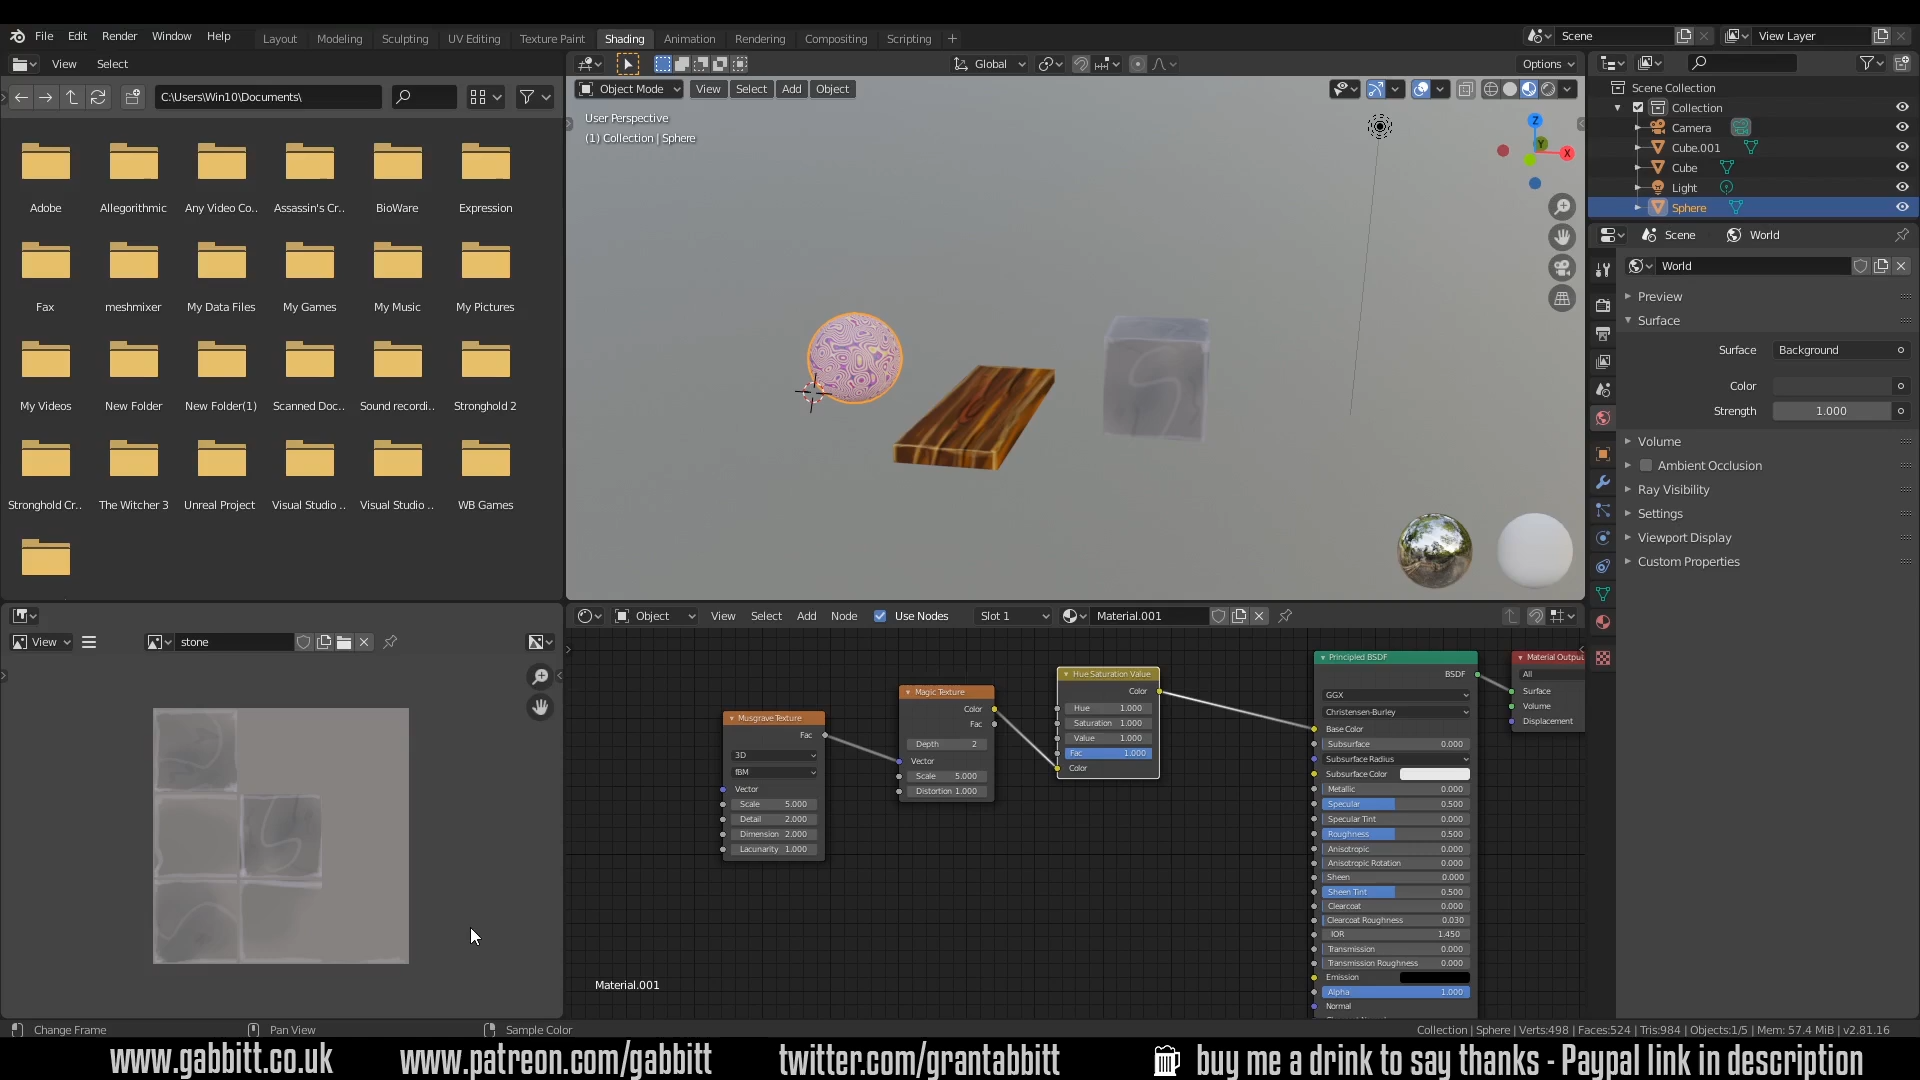 File Edit Render Window Help
Layout Modeling Sculpting UV Editing Texture Paint Shading Animation Rendering Compositing Scripting +
Scene
View Layer
View Select
Global
Options
C:\Users\Win10\Documents\
Object Mode View Select Add Object
User Perspective
(1) Collection | Sphere
Z
Y
X
Adobe Allegorithmic Any Video Co.. Assassin's Cr.. BioWare Expression
Fax meshmixer My Data Files My Games My Music My Pictures
My Videos New Folder New Folder(1) Scanned Doc.. Sound recordi.. Stronghold 2
Stronghold Cr.. The Witcher 3 Unreal Project Visual Studio .. Visual Studio .. WB Games
Scene Collection
Collection
Camera
Cube.001
Cube
Light
Sphere
Scene World
World
Preview
Surface
Surface Background
Color
Strength 1.000
Volume
Ambient Occlusion
Ray Visibility
Settings
Viewport Display
Custom Properties
View
stone
Object View Select Add Node Use Nodes Slot 1 Material.001
Musgrave Texture
Fac
3D
fBM
Vector
Scale 5.000
Detail 2.000
Dimension 2.000
Lacunarity 1.000
Magic Texture
Color
Fac
Depth 2
Vector
Scale 5.000
Distortion 1.000
Hue Saturation Value
Color
Hue 1.000
Saturation 1.000
Value 1.000
Fac 1.000
Color
Principled BSDF
BSDF
GGX
Christensen-Burley
Base Color
Subsurface 0.000
Subsurface Radius
Subsurface Color
Metallic 0.000
Specular 0.500
Specular Tint 0.000
Roughness 0.500
Anisotropic 0.000
Anisotropic Rotation 0.000
Sheen 0.000
Sheen Tint 0.500
Clearcoat 0.000
Clearcoat Roughness 0.030
IOR 1.450
Transmission 0.000
Transmission Roughness 0.000
Emission
Alpha 1.000
Normal
Material Output
All
Surface
Volume
Displacement
Material.001
Change Frame Pan View Sample Color
Collection | Sphere | Verts:498 | Faces:524 | Tris:984 | Objects:1/5 | Mem: 57.4 MiB | v2.81.16
www.gabbitt.co.uk www.patreon.com/gabbitt twitter.com/grantabbitt buy me a drink to say thanks - Paypal link in description